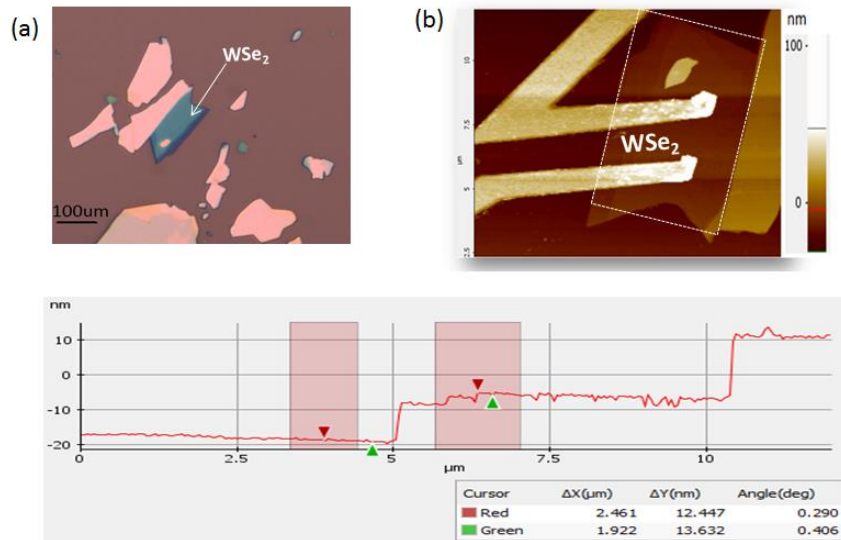 (a)
WSe₂
100um
(b)
nm
100
0
10
7.5
µm
5
2.5
WSe₂
nm
10
0
-10
-20
0 2.5 5 7.5 10
µm
Cursor ΔX(µm) ΔY(nm) Angle(deg)
Red 2.461 12.447 0.290
Green 1.922 13.632 0.406